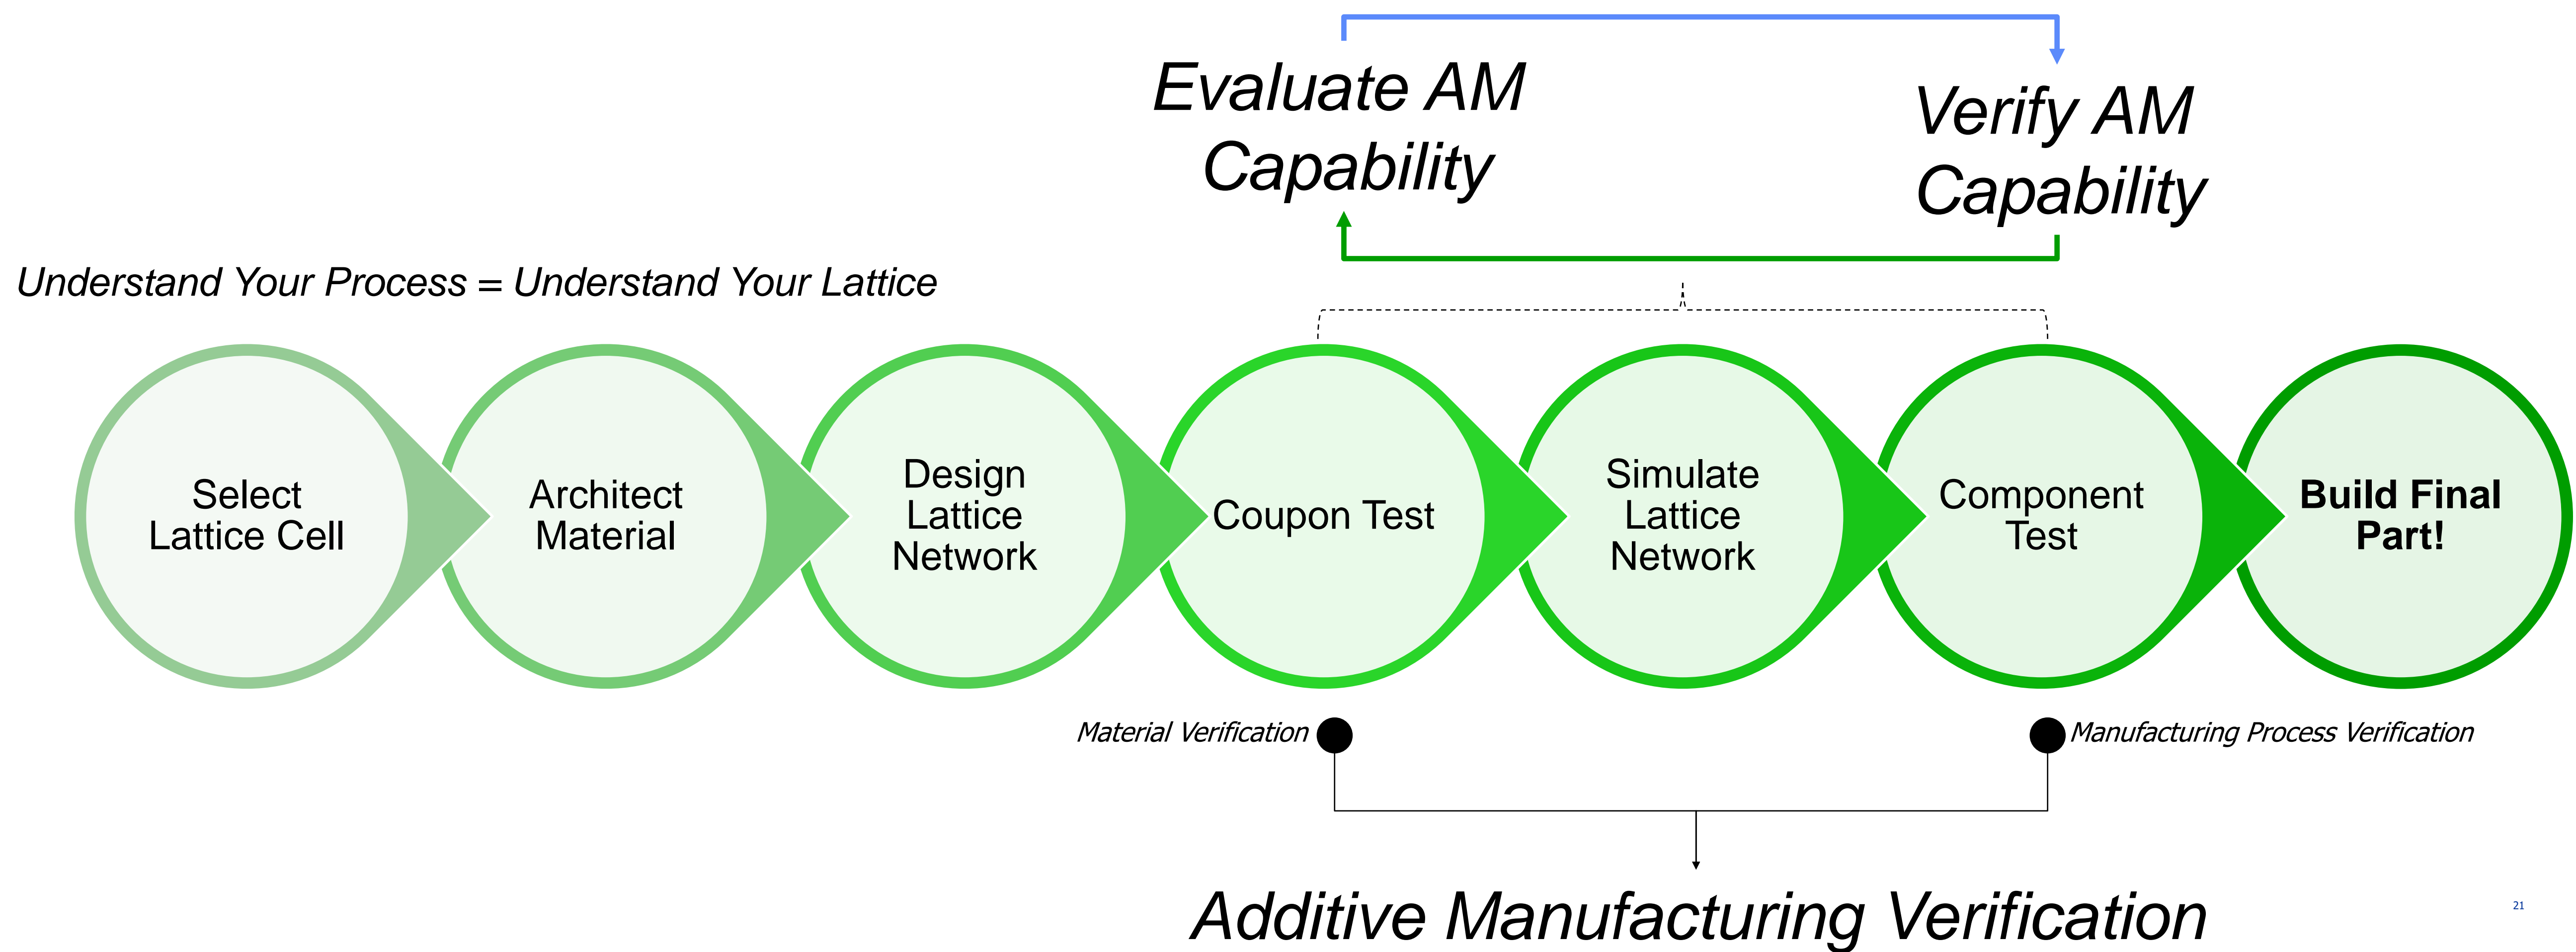 Evaluate AM
Capability
Verify AM
Capability
Understand Your Process = Understand Your Lattice
Select
Lattice Cell
Architect
Material
Design
Lattice
Network
Coupon Test
Simulate
Lattice
Network
Component
Test
Build Final
Part!
Material Verification
Manufacturing Process Verification
Additive Manufacturing Verification
21